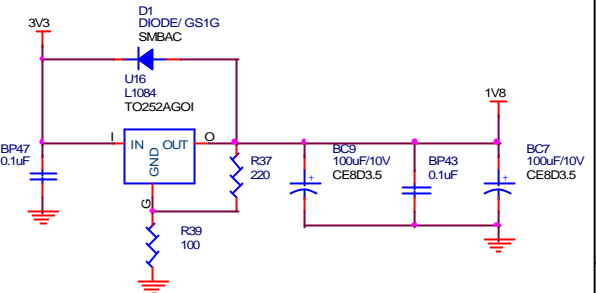 D1
DIODE/ GS1G
SMBAC
3V3
U16
L1084
TO252AGOI
1V8
I
IN
OUT
O
GND
G
BP47
0.1uF
R37
220
BC9
100uF/10V
CE8D3.5
+
BP43
0.1uF
BC7
100uF/10V
CE8D3.5
+
R39
100